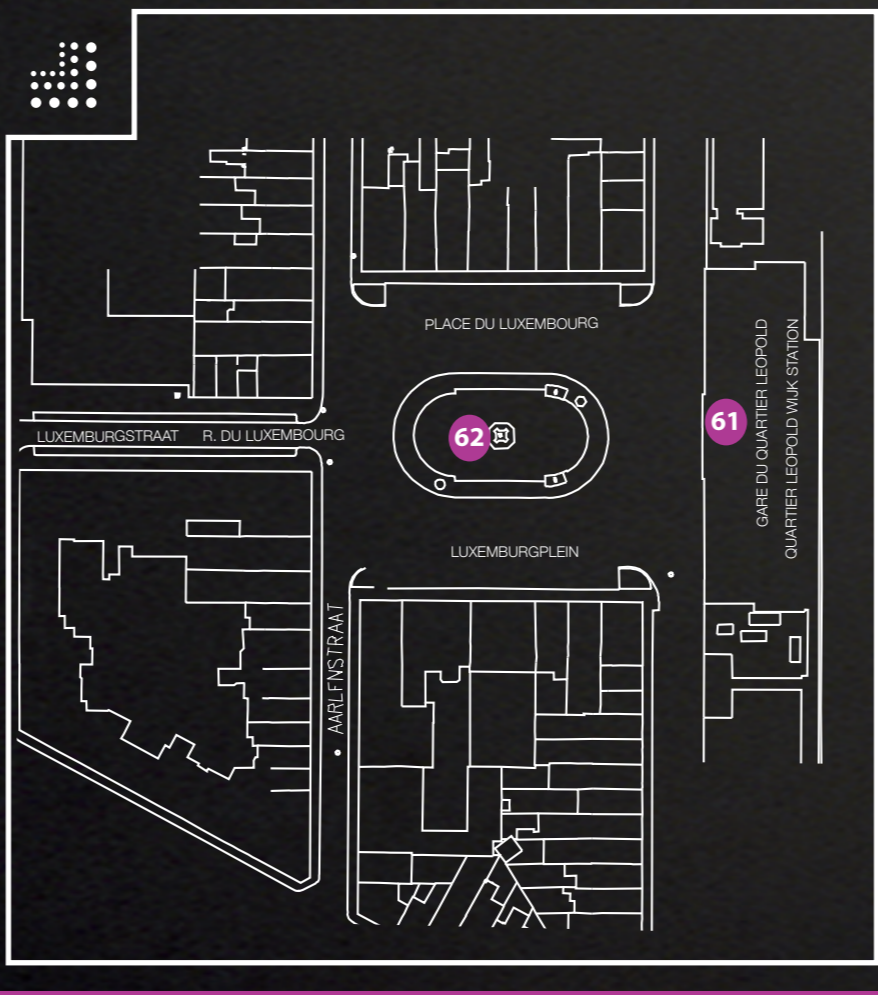 PLACE DU LUXEMBOURG
62
61
GARE DU QUARTIER LEOPOLD
QUARTIER LEOPOLD WIJK STATION
LUXEMBURGSTRAAT R. DU LUXEMBOURG
LUXEMBURGPLEIN
AARLENSTRAAT